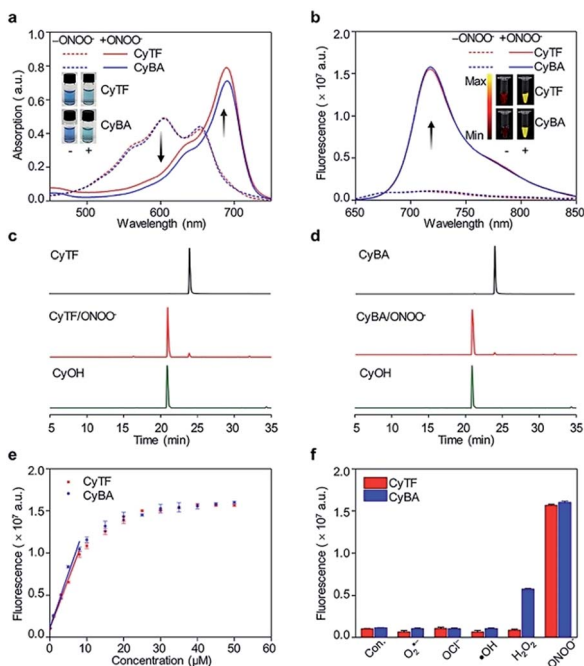 a
−ONOO⁻ +ONOO⁻
CyTF
CyBA
CyTF
CyBA
- +
Absorption (a.u.)
1.0
0.8
0.6
0.4
0.2
0.0
500 600 700
Wavelength (nm)
b
−ONOO⁻ +ONOO⁻
CyTF
CyBA
Max
Min
CyTF
CyBA
- +
Fluorescence (× 10⁷ a.u.)
2.0
1.5
1.0
0.5
0
650 700 750 800 850
Wavelength (nm)
c
CyTF
CyTF/ONOO⁻
CyOH
5 10 15 20 25 30 35
Time (min)
d
CyBA
CyBA/ONOO⁻
CyOH
5 10 15 20 25 30 35
Time (min)
e
CyTF
CyBA
Fluorescence (× 10⁷ a.u.)
2.0
1.5
1.0
0.5
0.0
0 10 20 30 40 50 60
Concentration (µM)
f
CyTF
CyBA
Fluorescence (× 10⁷ a.u.)
2.0
1.5
1.0
0.5
0.0
Con. O₂•⁻ OCl⁻ •OH H₂O₂ ONOO⁻